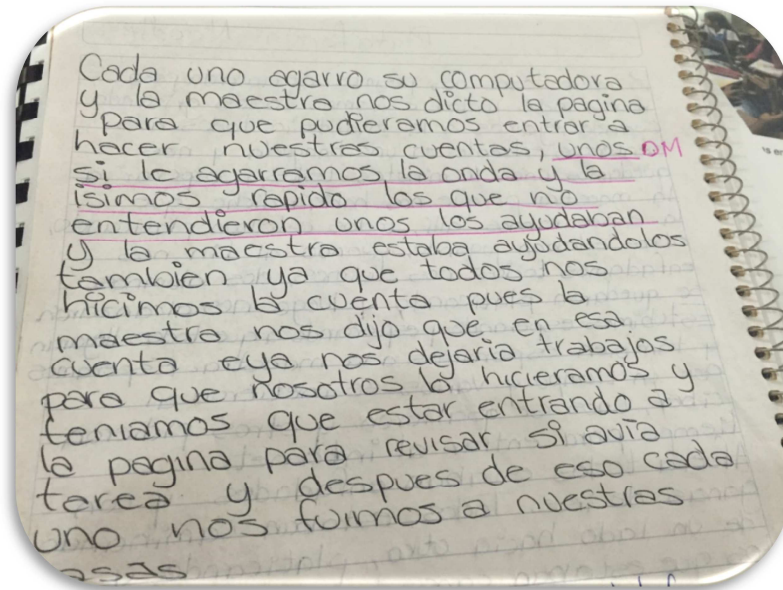 Cada uno agarro su computadora
y la maestra nos dicto la pagina
para que pudieramos entrar a
hacer nuestras cuentas, unos DM
si le agarramos la onda y la
isimos rapido los que no
entendieron unos los ayudaban
y la maestra estaba ayudandolos
tambien ya que todos nos
hicimos la cuenta pues la
maestra nos dijo que en esa
cuenta eya nos dejaria trabajos
para que nosotros lo hicieramos y
teniamos que estar entrando a
la pagina para revisar si avia
tarea y despues de eso cada
uno nos fuimos a nuestras
asas